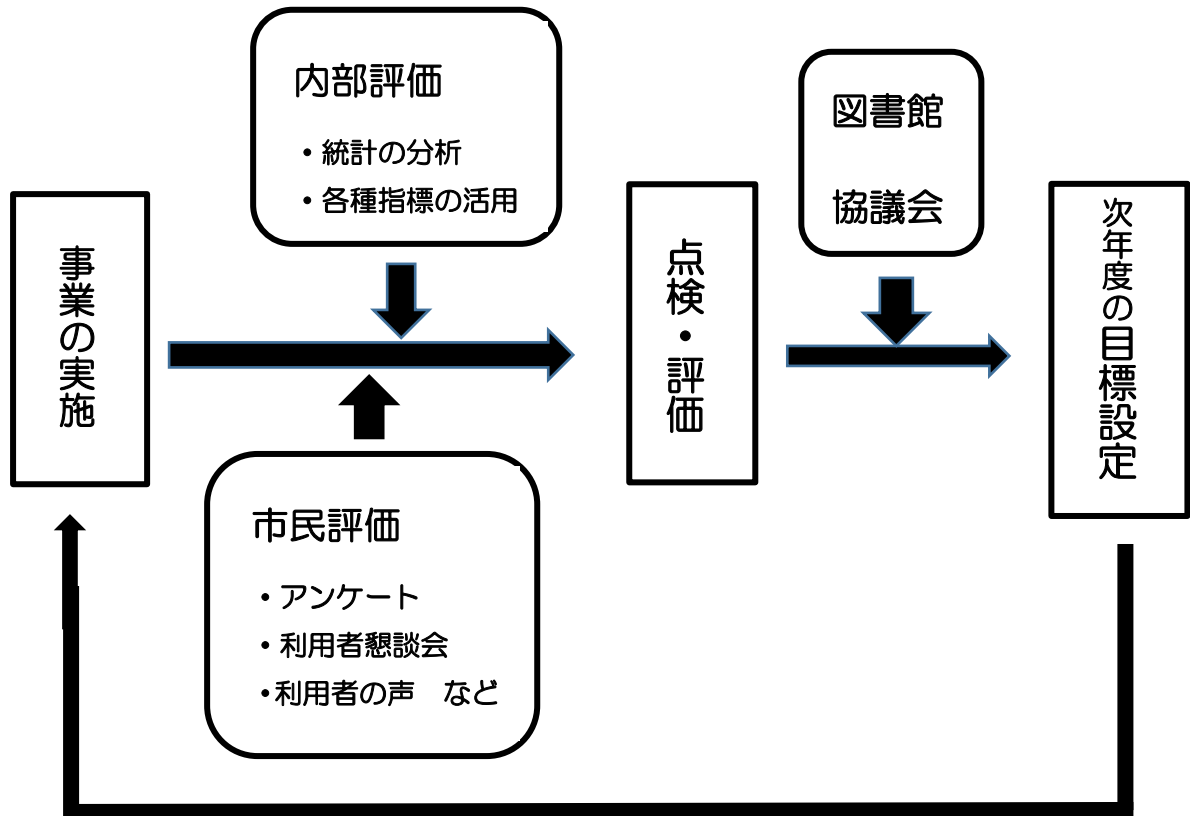 事業の実施
内部評価
・統計の分析
・各種指標の活用
市民評価
・アンケート
・利用者懇談会
・利用者の声　など
点検・評価
図書館
協議会
次年度の目標設定